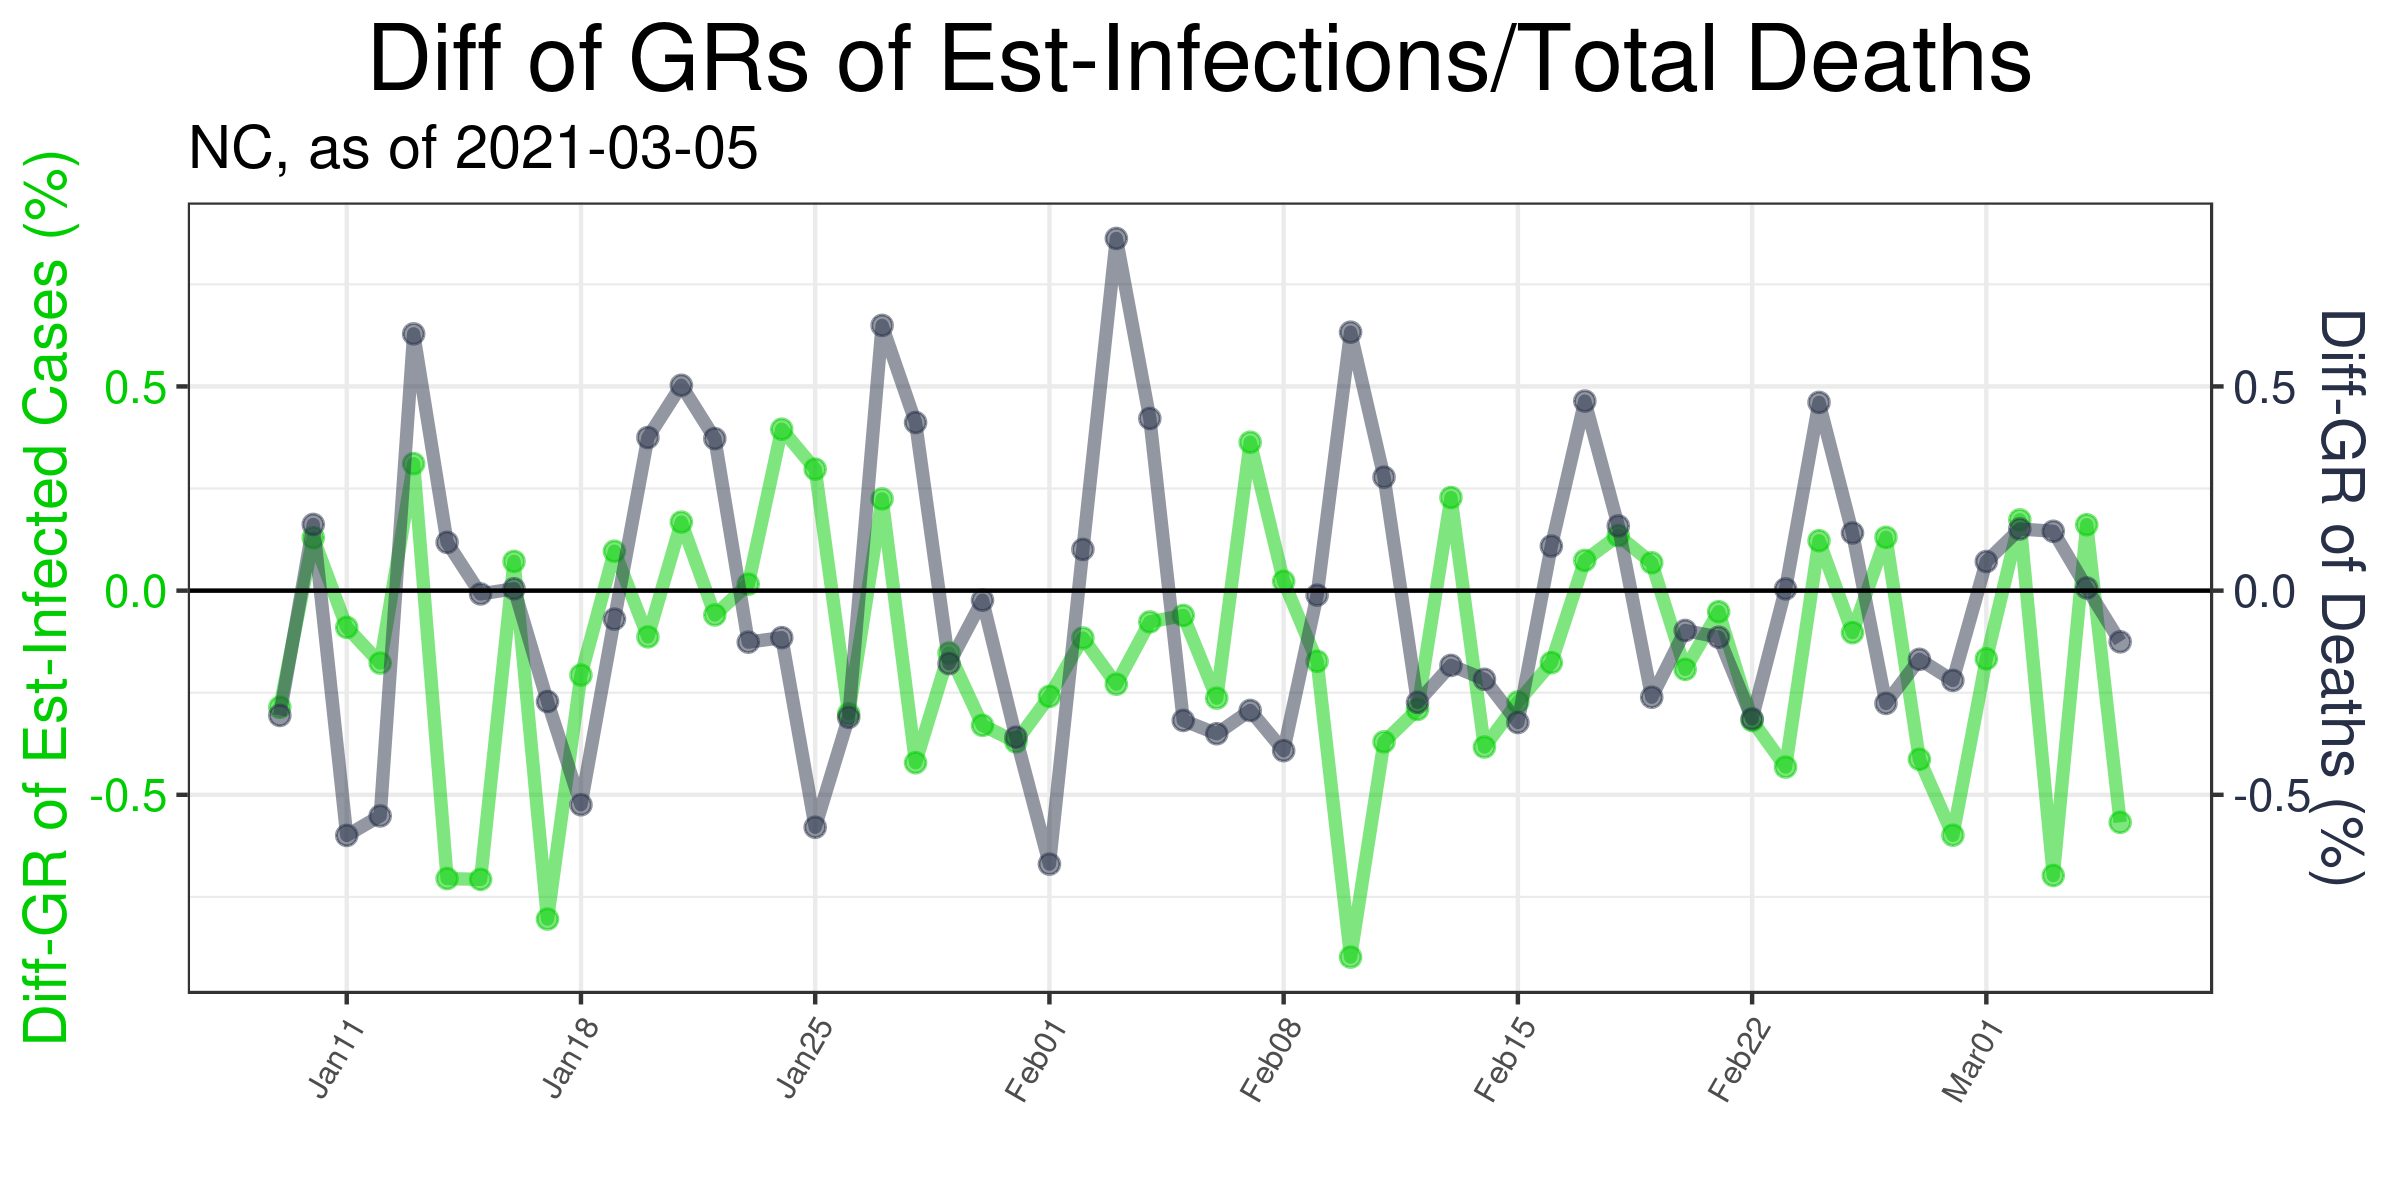 Diff of GRs of Est-Infections/Total Deaths
NC, as of 2021-03-05
Diff-GR of Est-Infected Cases (%)
0.5
0.0
-0.5
0.5
0.0
-0.5
Diff-GR of Deaths (%)
Jan11
Jan18
Jan25
Feb01
Feb08
Feb15
Feb22
Mar01